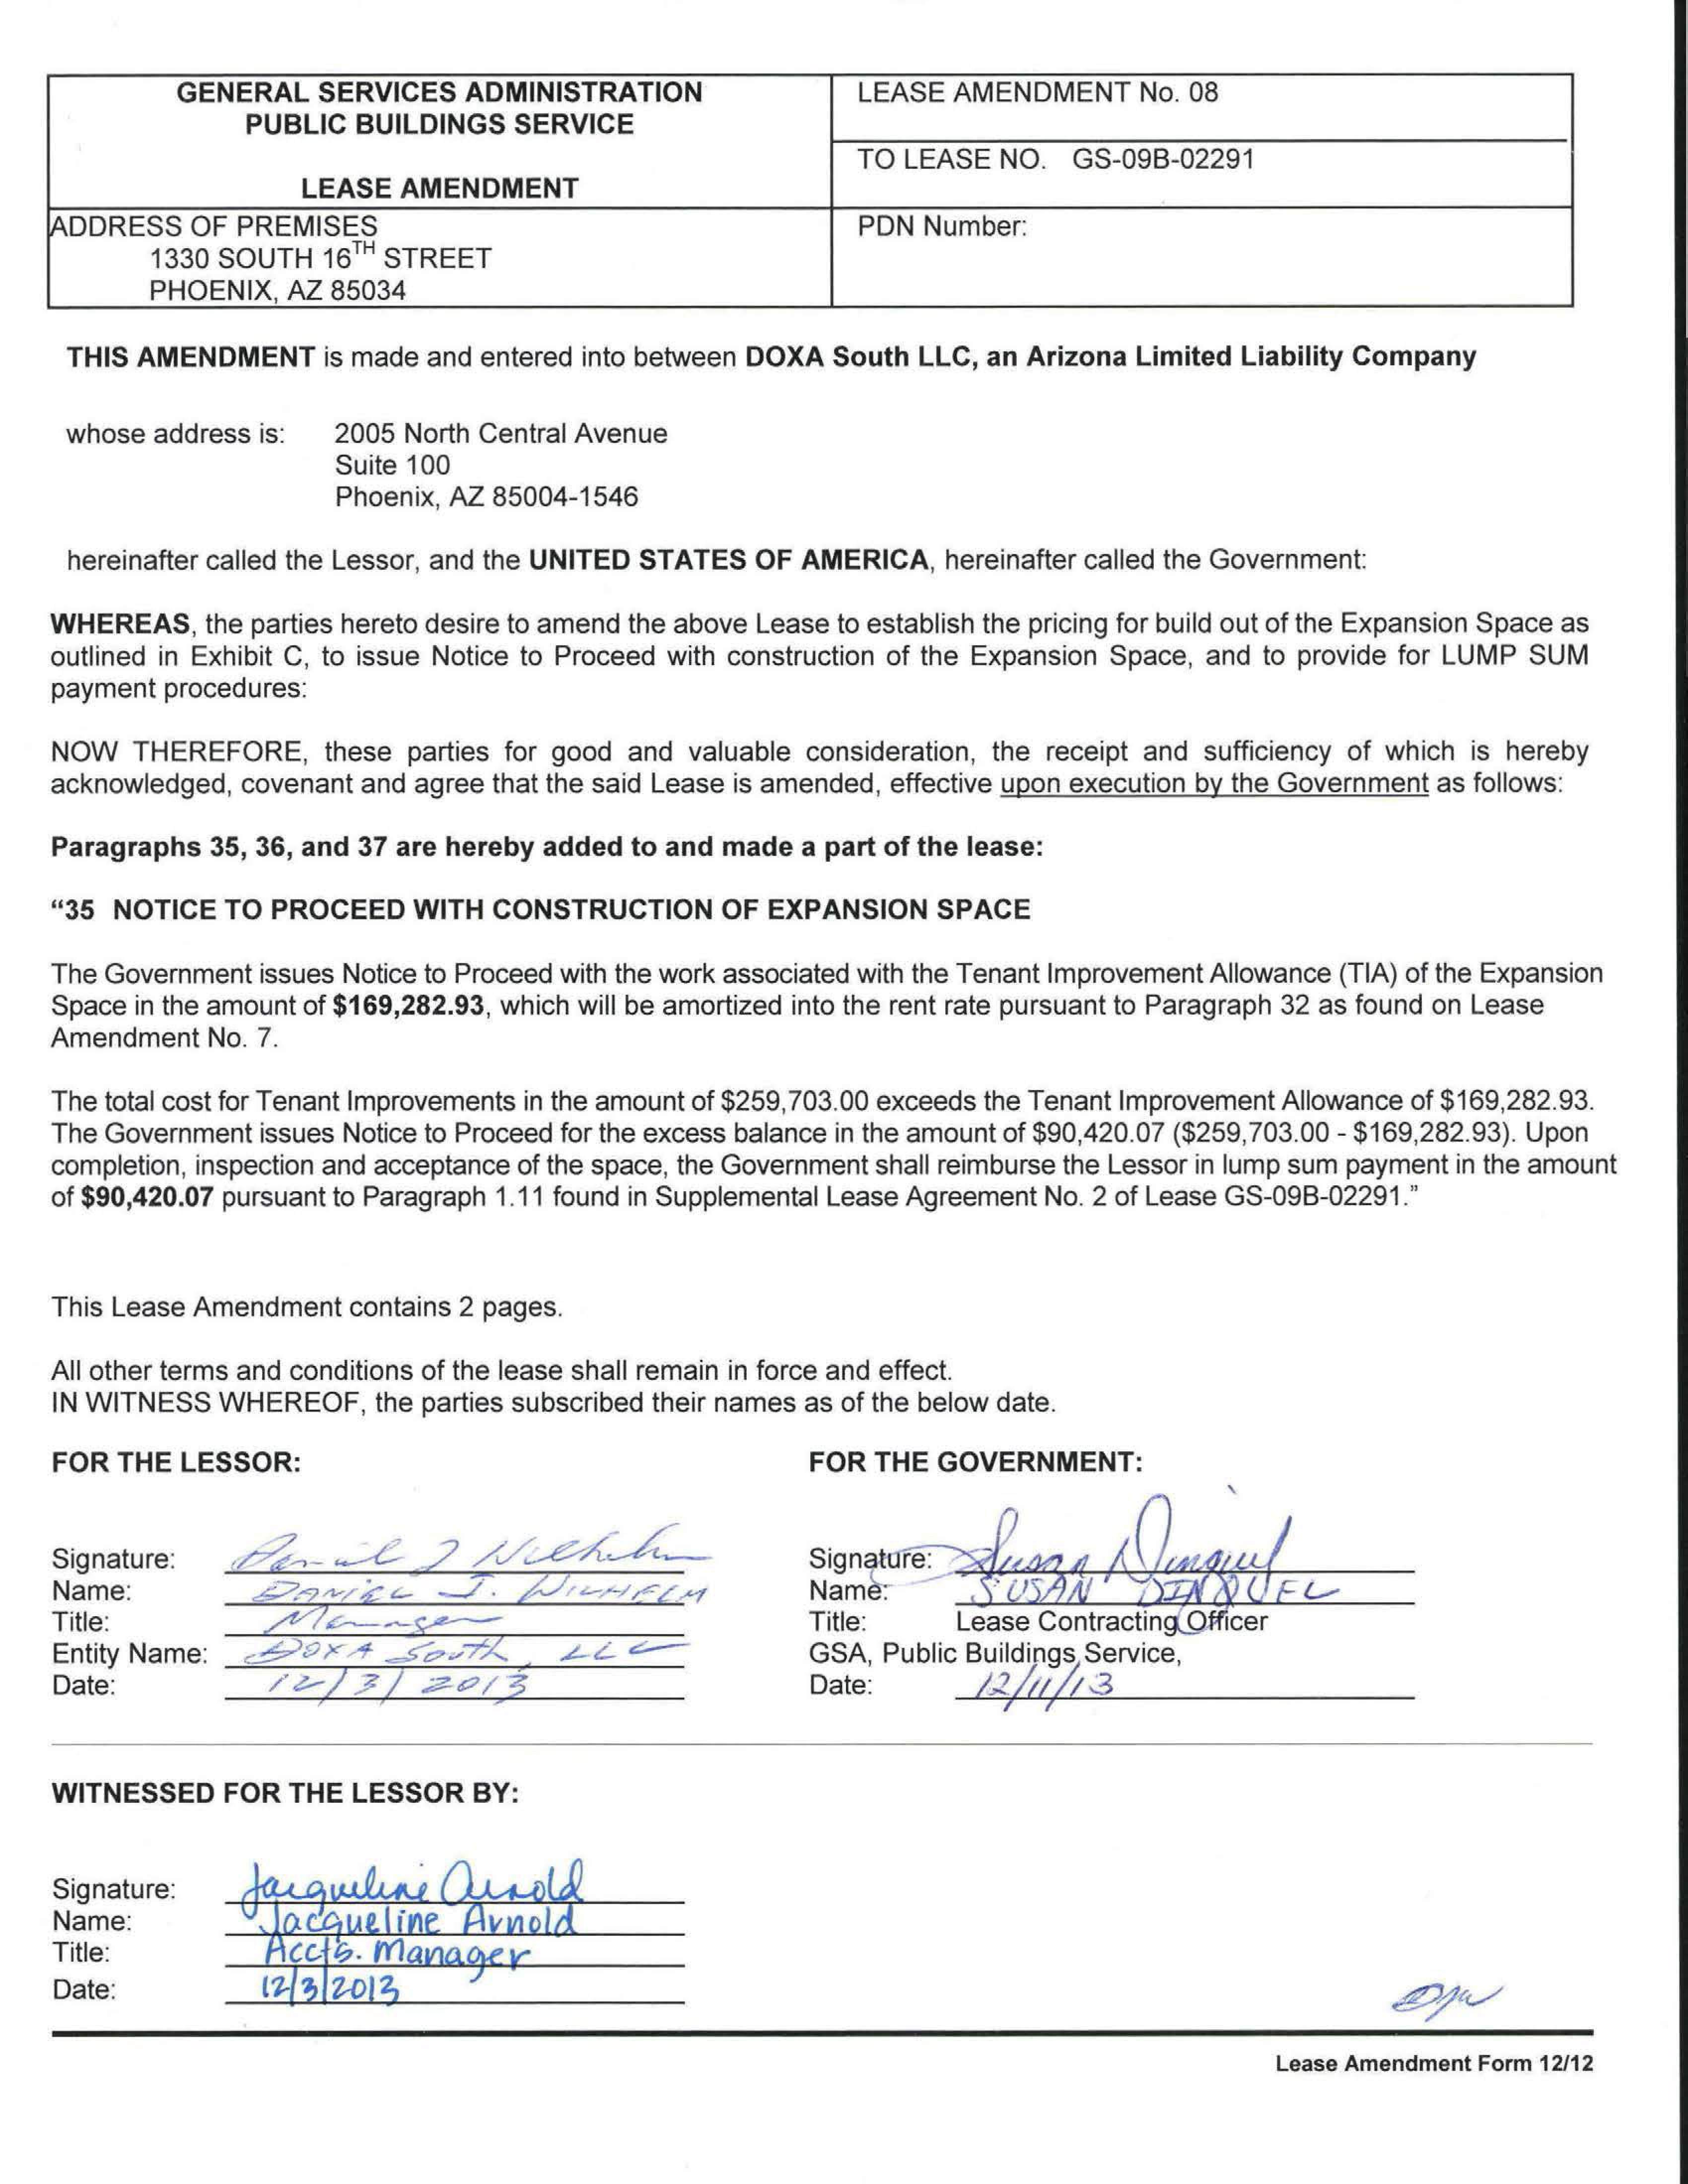 GENERAL SERVICES ADMINISTRATION
PUBLIC BUILDINGS SERVICE
LEASE AMENDMENT
LEASE AMENDMENT No. 08
TO LEASE NO. GS-09B-02291
ADDRESS OF PREMISES
1330 SOUTH 16TH STREET
PHOENIX, AZ 85034
PDN Number:
THIS AMENDMENT is made and entered into between DOXA South LLC, an Arizona Limited Liability Company
whose address is: 2005 North Central Avenue
Suite 100
Phoenix, AZ 85004-1546
hereinafter called the Lessor, and the UNITED STATES OF AMERICA, hereinafter called the Government:
WHEREAS, the parties hereto desire to amend the above Lease to establish the pricing for build out of the Expansion Space as
outlined in Exhibit C, to issue Notice to Proceed with construction of the Expansion Space, and to provide for LUMP SUM
payment procedures:
NOW THEREFORE, these parties for good and valuable consideration, the receipt and sufficiency of which is hereby
acknowledged, covenant and agree that the said Lease is amended, effective upon execution by the Government as follows:
Paragraphs 35, 36, and 37 are hereby added to and made a part of the lease:
“35 NOTICE TO PROCEED WITH CONSTRUCTION OF EXPANSION SPACE
The Government issues Notice to Proceed with the work associated with the Tenant Improvement Allowance (TIA) of the Expansion
Space in the amount of $169,282.93, which will be amortized into the rent rate pursuant to Paragraph 32 as found on Lease
Amendment No. 7.
The total cost for Tenant Improvements in the amount of $259,703.00 exceeds the Tenant Improvement Allowance of $169,282.93.
The Government issues Notice to Proceed for the excess balance in the amount of $90,420.07 ($259,703.00 - $169,282.93). Upon
completion, inspection and acceptance of the space, the Government shall reimburse the Lessor in lump sum payment in the amount
of $90,420.07 pursuant to Paragraph 1.11 found in Supplemental Lease Agreement No. 2 of Lease GS-09B-02291.”
This Lease Amendment contains 2 pages.
All other terms and conditions of the lease shall remain in force and effect.
IN WITNESS WHEREOF, the parties subscribed their names as of the below date.
FOR THE LESSOR:
Signature: Daniel J Wilhelm
Name: DANIEL J. WILHELM
Title: Manager
Entity Name: DOXA South, LLC
Date: 12/3/2013
FOR THE GOVERNMENT:
Signature: Susan Dinquel
Name: SUSAN DINQUEL
Title: Lease Contracting Officer
GSA, Public Buildings Service,
Date: 12/11/13
WITNESSED FOR THE LESSOR BY:
Signature: Jacqueline Arnold
Name: Jacqueline Arnold
Title: Accts. Manager
Date: 12/3/2013
Lease Amendment Form 12/12